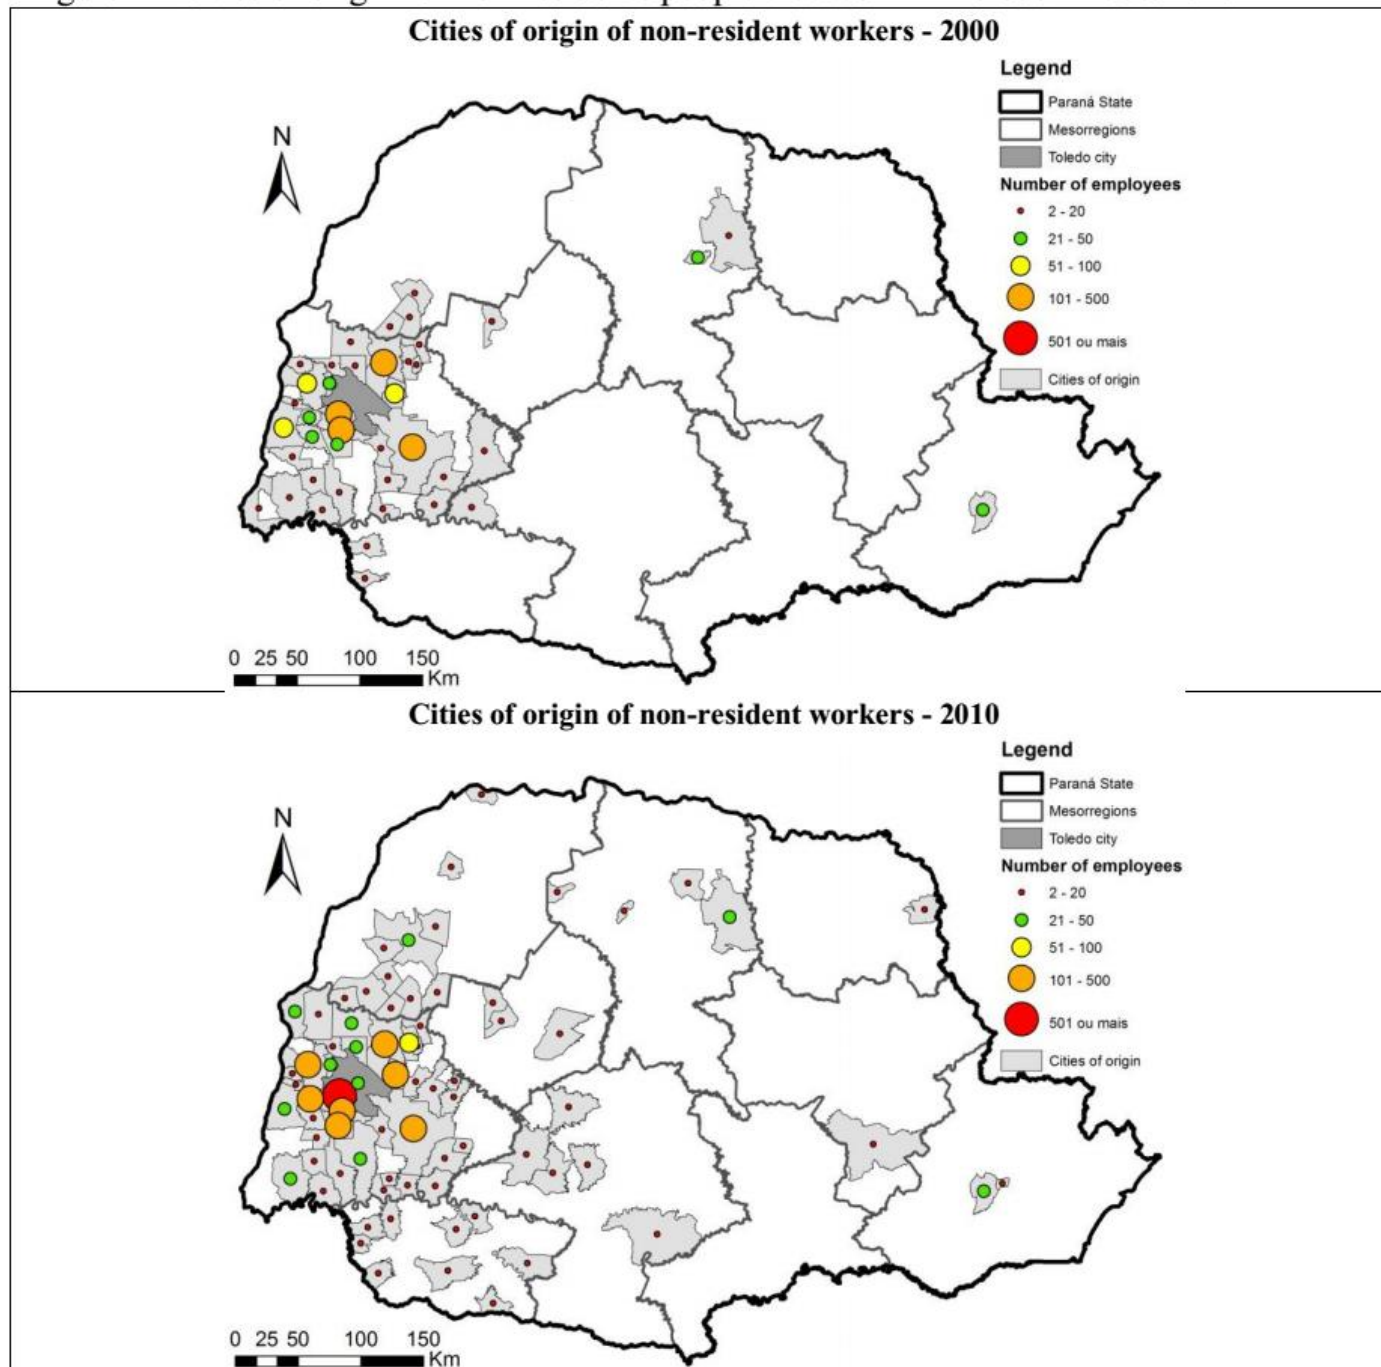 Cities of origin of non-resident workers - 2000
Legend
Paraná State
Mesorregions
Toledo city
Number of employees
2 - 20
21 - 50
51 - 100
101 - 500
501 ou mais
Cities of origin
N
0 25 50 100 150
Km
Cities of origin of non-resident workers - 2010
Legend
Paraná State
Mesorregions
Toledo city
Number of employees
2 - 20
21 - 50
51 - 100
101 - 500
501 ou mais
Cities of origin
N
0 25 50 100 150
Km